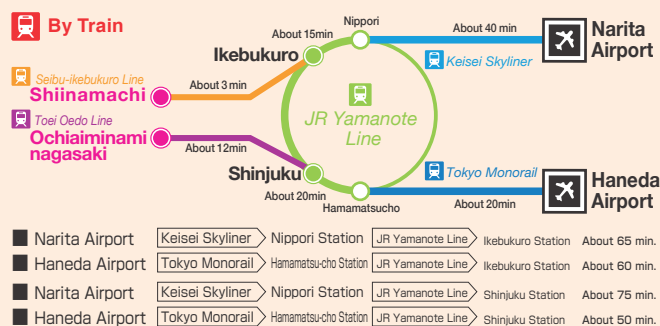 By Train
Nippori
About 15min
About 40 min
Narita
Airport
Ikebukuro
Keisei Skyliner
Seibu-ikebukuro Line
About 3 min
Shiinamachi
JR Yamanote
Line
Toei Oedo Line
Ochiaiminami
nagasaki
About 12min
Shinjuku
Tokyo Monorail
Haneda
Airport
About 20min
About 20min
Hamamatsucho
Narita Airport Keisei Skyliner Nippori Station JR Yamanote Line Ikebukuro Station About 65 min.
Haneda Airport Tokyo Monorail Hamamatsu-cho Station JR Yamanote Line Ikebukuro Station About 60 min.
Narita Airport Keisei Skyliner Nippori Station JR Yamanote Line Shinjuku Station About 75 min.
Haneda Airport Tokyo Monorail Hamamatsu-cho Station JR Yamanote Line Shinjuku Station About 50 min.